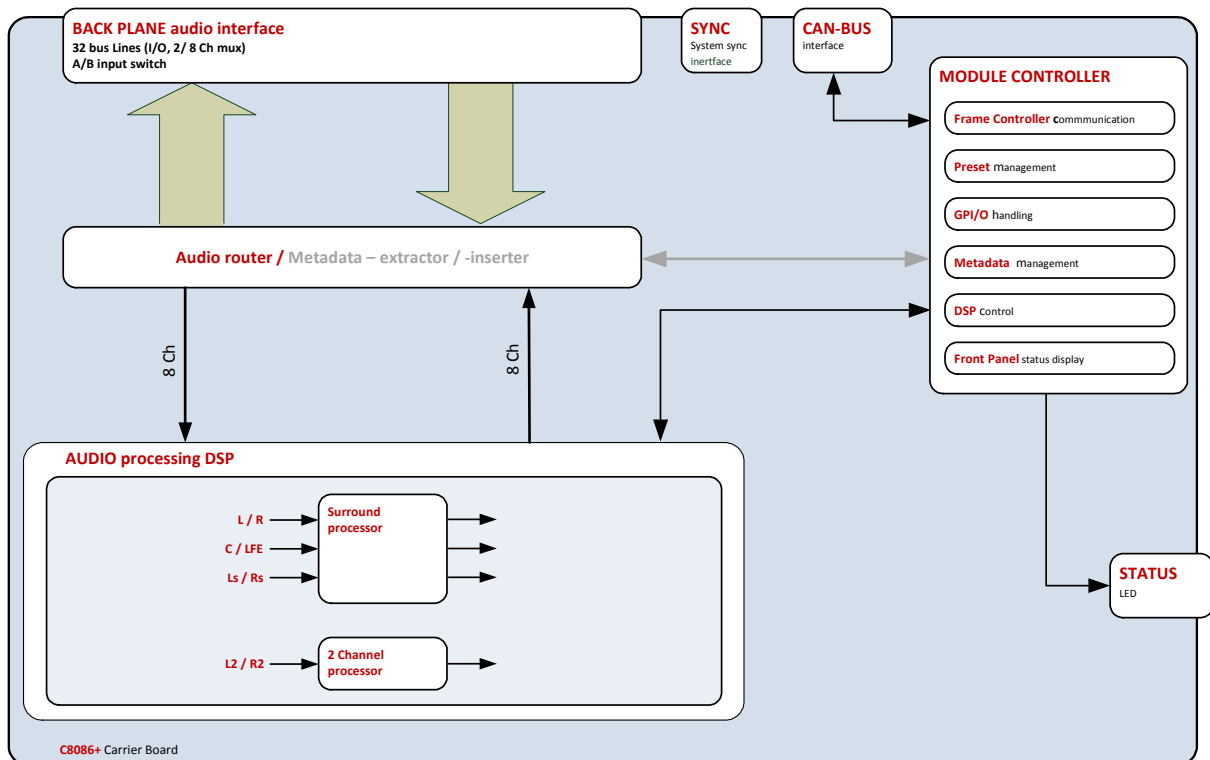 BACK PLANE audio interface
32 bus Lines (I/O, 2/ 8 Ch mux)
A/B input switch
SYNC
System sync
inertface
CAN-BUS
interface
MODULE CONTROLLER
Frame Controller commmunication
Preset management
GPI/O handling
Metadata management
DSP Control
Front Panel status display
Audio router / Metadata – extractor / -inserter
8 Ch
8 Ch
AUDIO processing DSP
Surround
processor
L / R
C / LFE
Ls / Rs
2 Channel
processor
L2 / R2
STATUS
LED
C8086+ Carrier Board